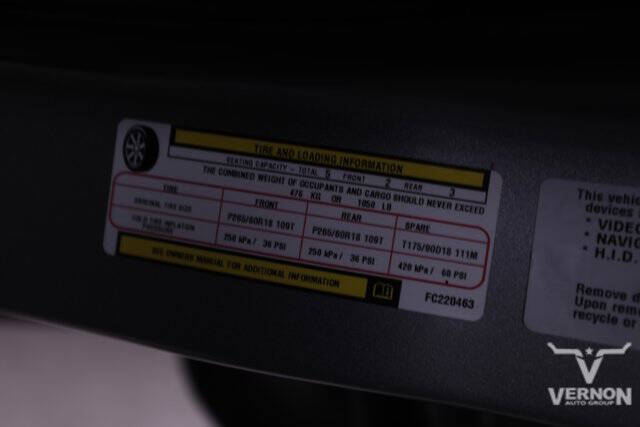 TIRE AND LOADING INFORMATION
SEATING CAPACITY - TOTAL 5 FRONT 2 REAR 3
THE COMBINED WEIGHT OF OCCUPANTS AND CARGO SHOULD NEVER EXCEED
476 KG OR 1050 LB
TIRE FRONT REAR SPARE
ORIGINAL TIRE SIZE P265/60R18 109T P265/60R18 109T T175/90D18 111M
COLD TIRE INFLATION PRESSURE 250 kPa / 36 PSI 250 kPa / 36 PSI 420 kPa / 60 PSI
SEE OWNERS MANUAL FOR ADDITIONAL INFORMATION
FC220463
This vehic
devices
* VIDEO
* NAVIG
* H.I.D.
Remove
Upon remo
recycle or
VERNON
AUTO GROUP